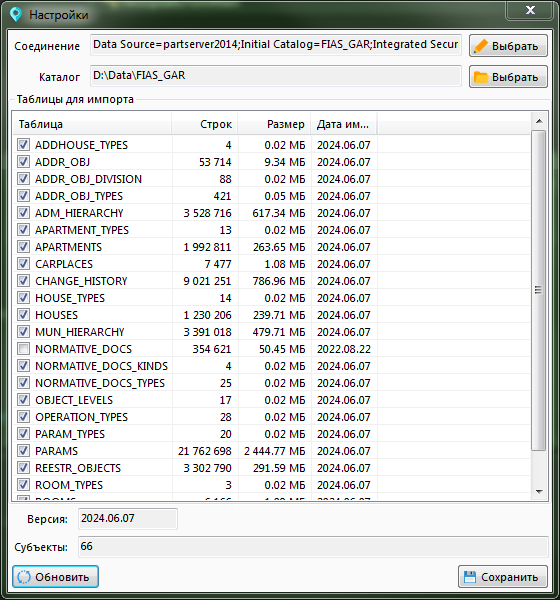 Настройки
Соединение Data Source=partserver2014;Initial Catalog=FIAS_GAR;Integrated Secur Выбрать
Каталог D:\Data\FIAS_GAR Выбрать
Таблицы для импорта
Таблица Строк Размер Дата им...
ADDHOUSE_TYPES 4 0.02 МБ 2024.06.07
ADDR_OBJ 53 714 9.34 МБ 2024.06.07
ADDR_OBJ_DIVISION 88 0.02 МБ 2024.06.07
ADDR_OBJ_TYPES 421 0.05 МБ 2024.06.07
ADM_HIERARCHY 3 528 716 617.34 МБ 2024.06.07
APARTMENT_TYPES 13 0.02 МБ 2024.06.07
APARTMENTS 1 992 811 263.65 МБ 2024.06.07
CARPLACES 7 477 1.08 МБ 2024.06.07
CHANGE_HISTORY 9 021 251 786.96 МБ 2024.06.07
HOUSE_TYPES 14 0.02 МБ 2024.06.07
HOUSES 1 230 206 239.71 МБ 2024.06.07
MUN_HIERARCHY 3 391 018 479.71 МБ 2024.06.07
NORMATIVE_DOCS 354 621 50.45 МБ 2022.08.22
NORMATIVE_DOCS_KINDS 4 0.02 МБ 2024.06.07
NORMATIVE_DOCS_TYPES 25 0.02 МБ 2024.06.07
OBJECT_LEVELS 17 0.02 МБ 2024.06.07
OPERATION_TYPES 28 0.02 МБ 2024.06.07
PARAM_TYPES 20 0.02 МБ 2024.06.07
PARAMS 21 762 698 2 444.77 МБ 2024.06.07
REESTR_OBJECTS 3 302 790 291.59 МБ 2024.06.07
ROOM_TYPES 3 0.02 МБ 2024.06.07
ROOMS 2024.06.07
Версия: 2024.06.07
Субъекты: 66
Обновить Сохранить